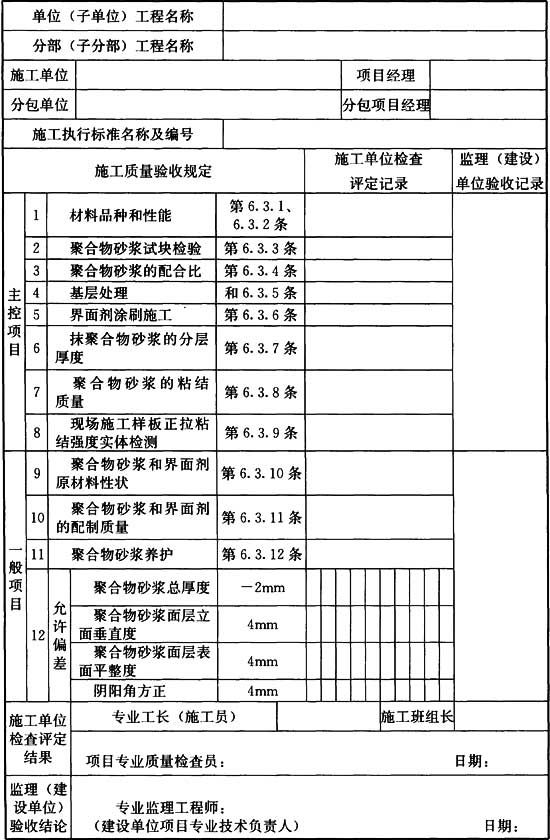 单位（子单位）工程名称
分部（子分部）工程名称
施工单位 项目经理
分包单位 分包项目经理
施工执行标准名称及编号
施工质量验收规定
施工单位检查
评定记录
监理（建设）
单位验收记录
主控项目
1 材料品种和性能 第 6.3.1、
6.3.2 条
2 聚合物砂浆试块检验 第 6.3.3 条
3 聚合物砂浆的配合比 第 6.3.4 条
4 基层处理 和 6.3.5 条
5 界面剂涂刷施工 第 6.3.6 条
6 抹聚合物砂浆的分层
厚度
第 6.3.7 条
7 聚合物砂浆的粘结
质量
第 6.3.8 条
8 现场施工样板正拉粘
结强度实体检测
第 6.3.9 条
一般项目
9 聚合物砂浆和界面剂
原材料性状
第 6.3.10 条
10 聚合物砂浆和界面剂
的配制质量
第 6.3.11 条
11 聚合物砂浆养护 第 6.3.12 条
12 允许偏差
聚合物砂浆总厚度 －2mm
聚合物砂浆面层立
面垂直度
4mm
聚合物砂浆面层表
面平整度
4mm
阴阳角方正 4mm
施工单位
检查评定
结果
专业工长（施工员） 施工班组长
项目专业质量检查员： 日期：
监理（建
设单位）
验收结论
专业监理工程师：
（建设单位项目专业技术负责人） 日期：